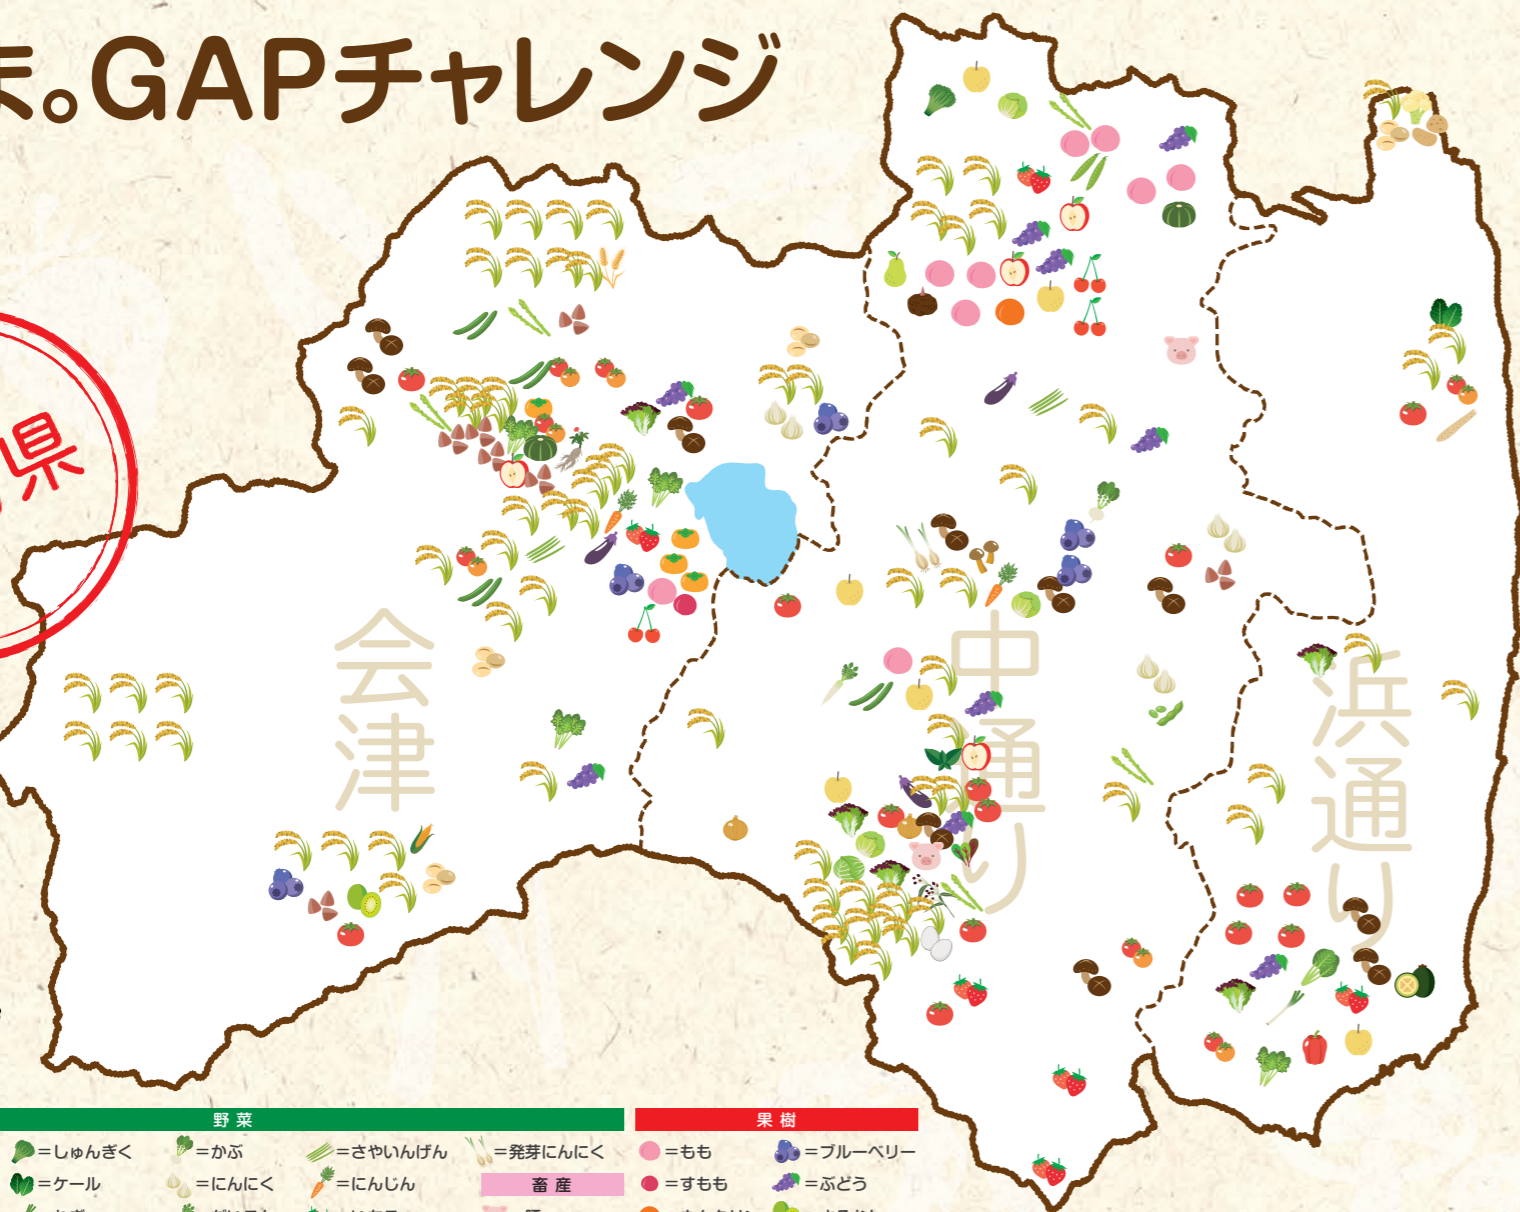 ま。GAPチャレンジ
県
会津
中通り
浜通り
野菜
果樹
=しゅんぎく
=かぶ
=さやいんげん
=発芽にんにく
=もも
=ブルーベリー
=ケール
=にんにく
=にんじん
畜産
=すもも
=ぶどう